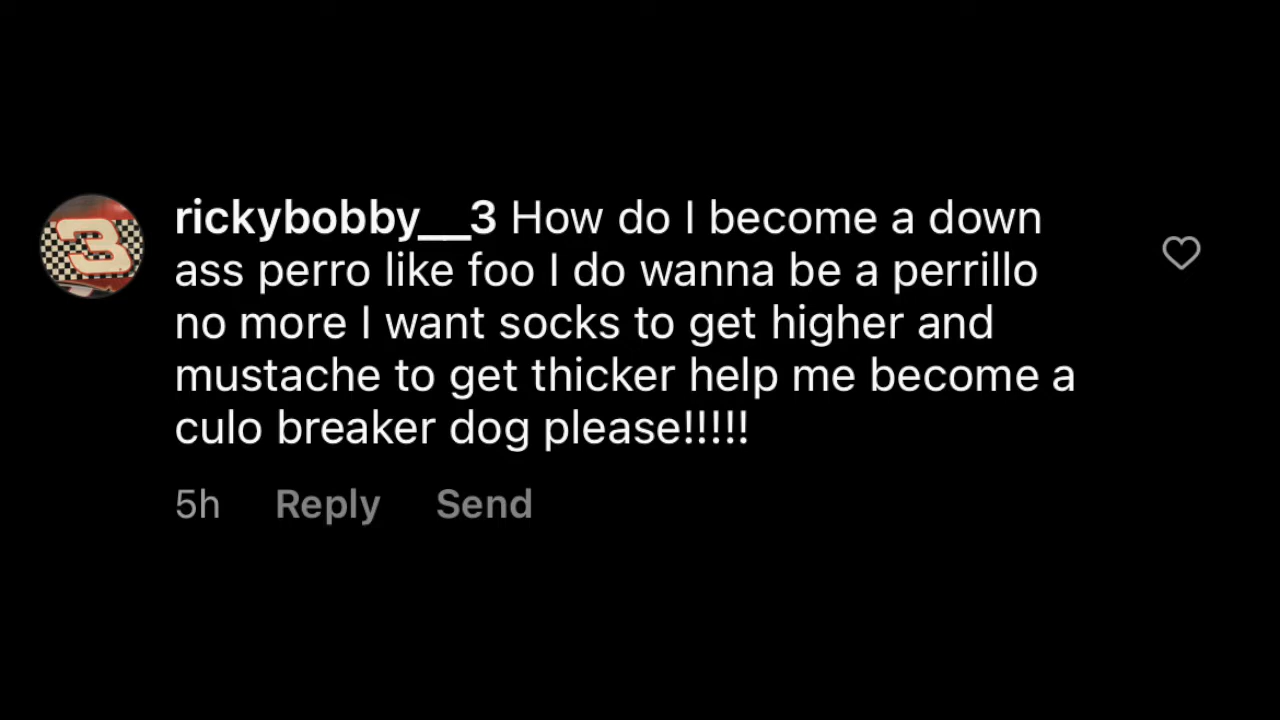 rickybobby__3 How do I become a down
ass perro like foo I do wanna be a perrillo
no more I want socks to get higher and
mustache to get thicker help me become a
culo breaker dog please!!!!!
5h Reply Send
3